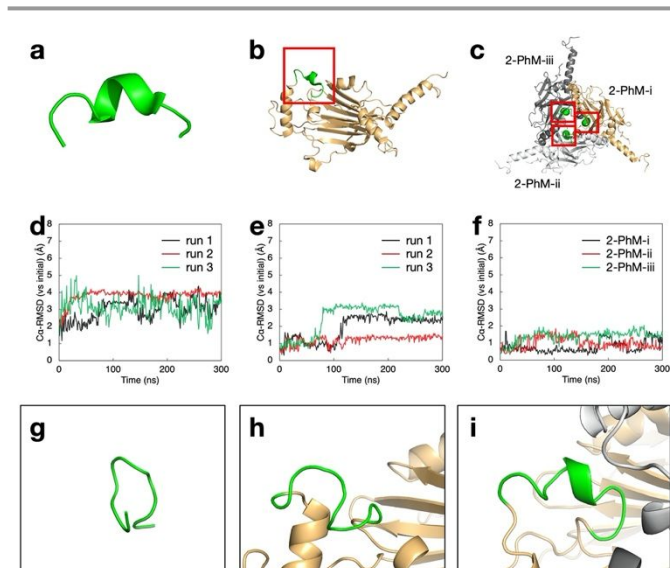 a
b
c
2-PhM-iii
2-PhM-i
2-PhM-ii
d
e
f
8
7
6
5
4
3
2
1
0
Cα-RMSD (vs initial) (Å)
run 1
run 2
run 3
0 100 200 300
Time (ns)
8
7
6
5
4
3
2
1
0
Cα-RMSD (vs initial) (Å)
run 1
run 2
run 3
0 100 200 300
Time (ns)
8
7
6
5
4
3
2
1
0
Cα-RMSD (vs initial) (Å)
2-PhM-i
2-PhM-ii
2-PhM-iii
0 100 200 300
Time (ns)
g
h
i